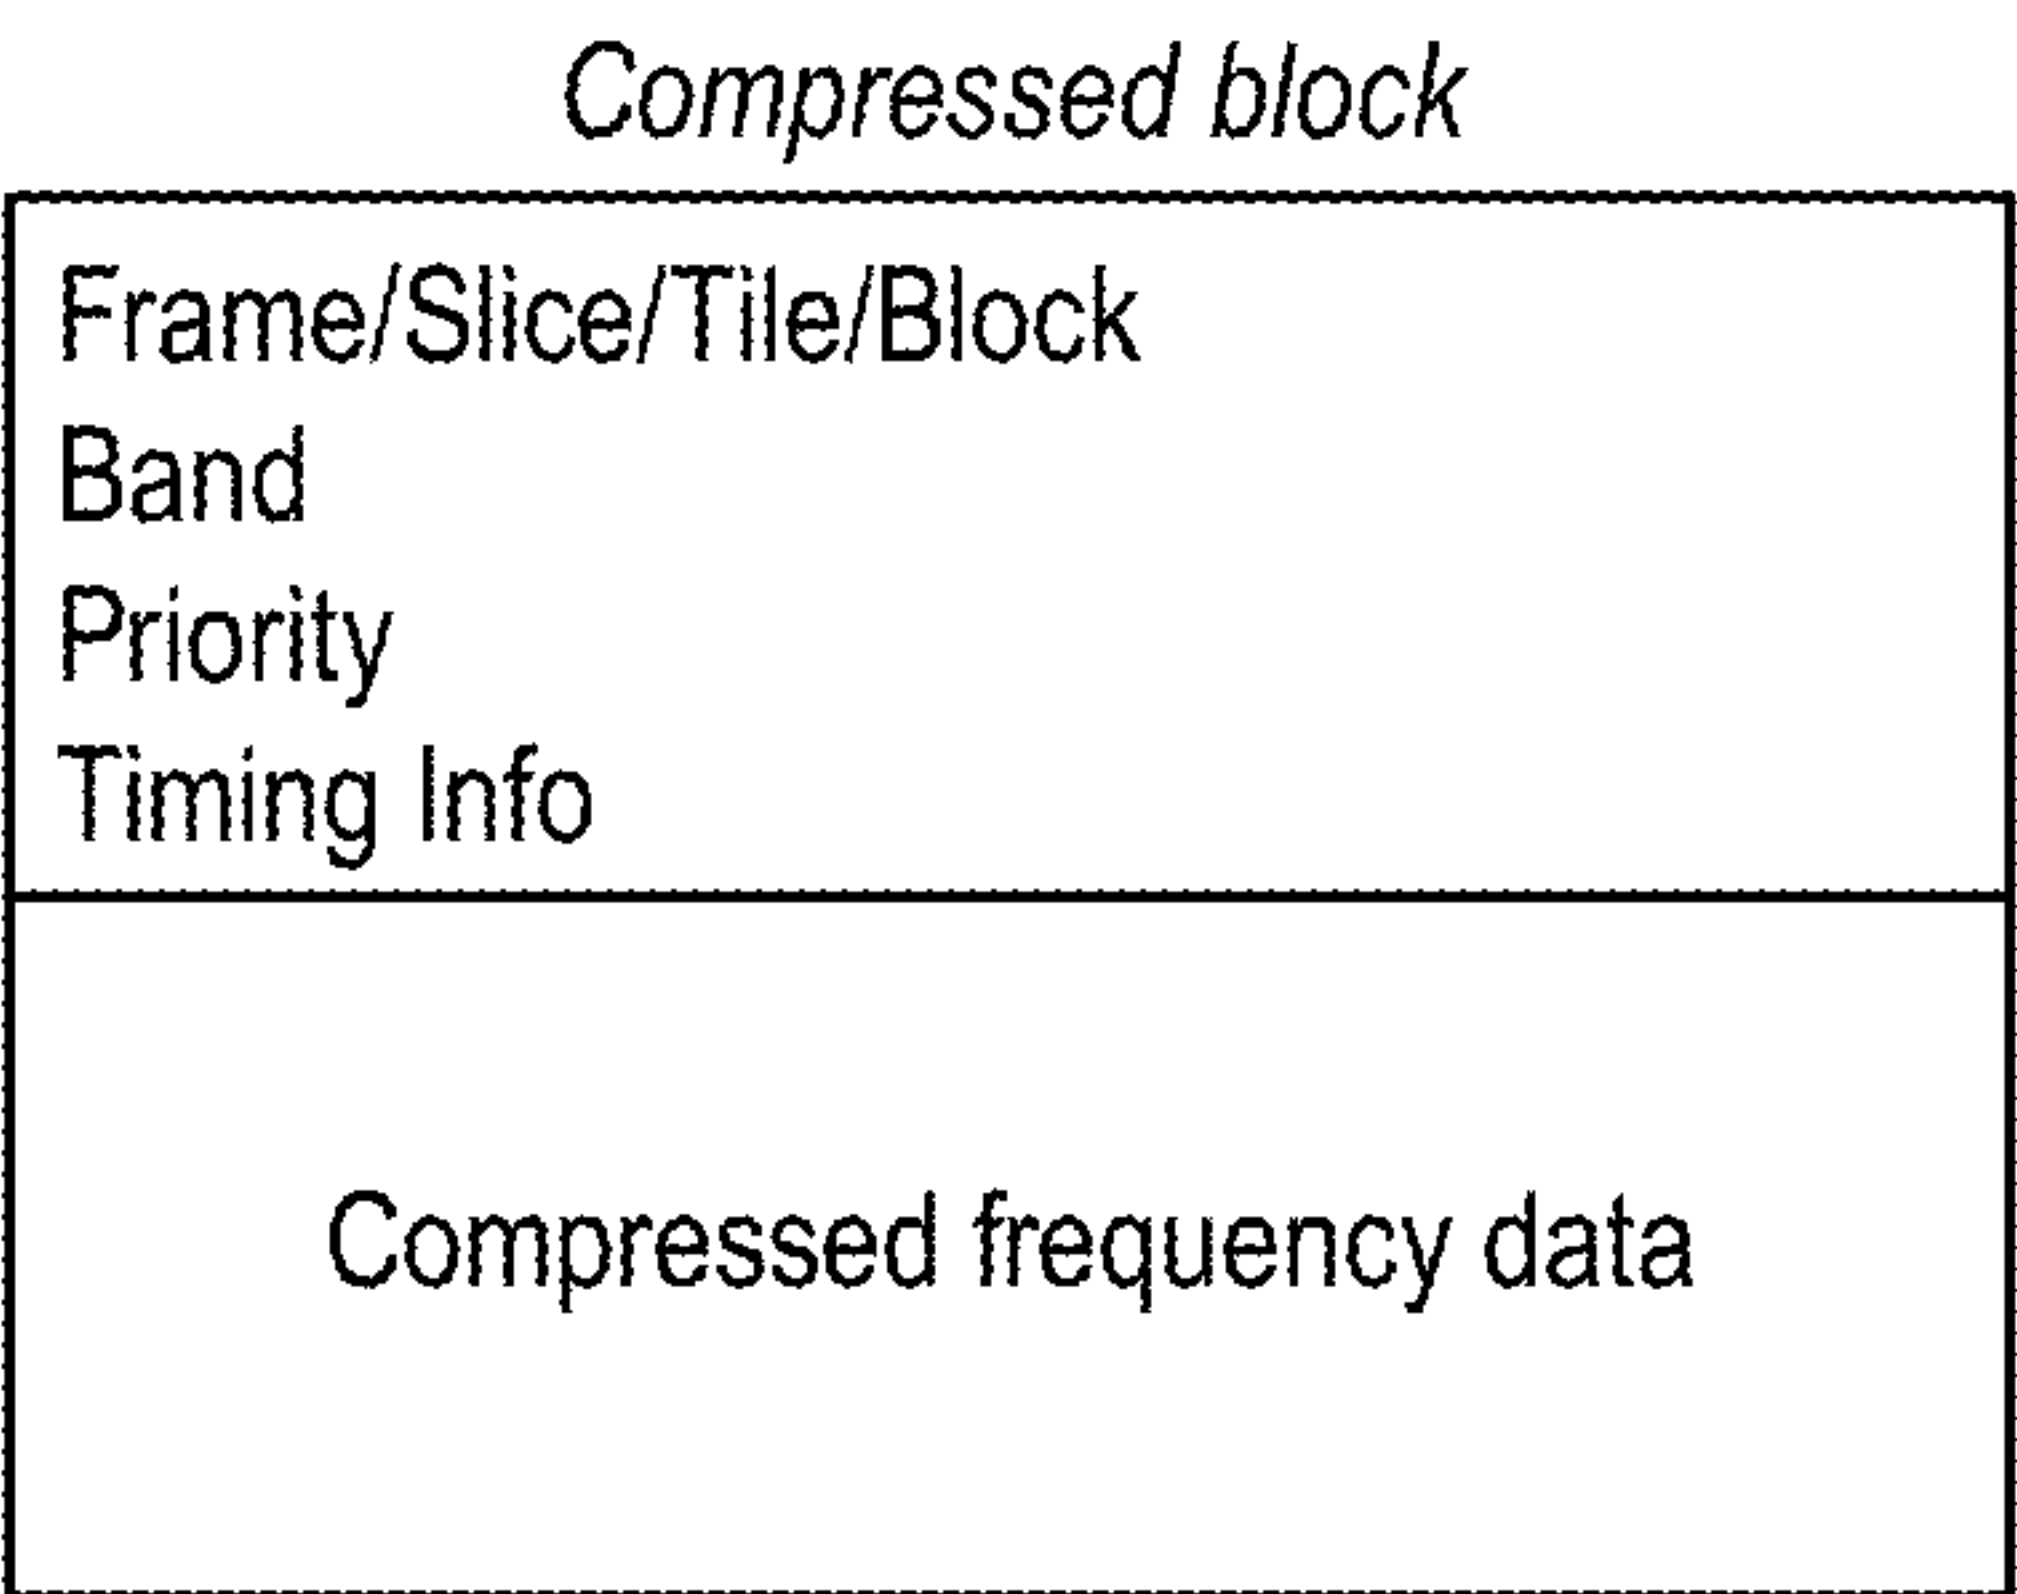 Compressed block
Frame/Slice/Tile/Block
Band
Priority
Timing Info
Compressed frequency data